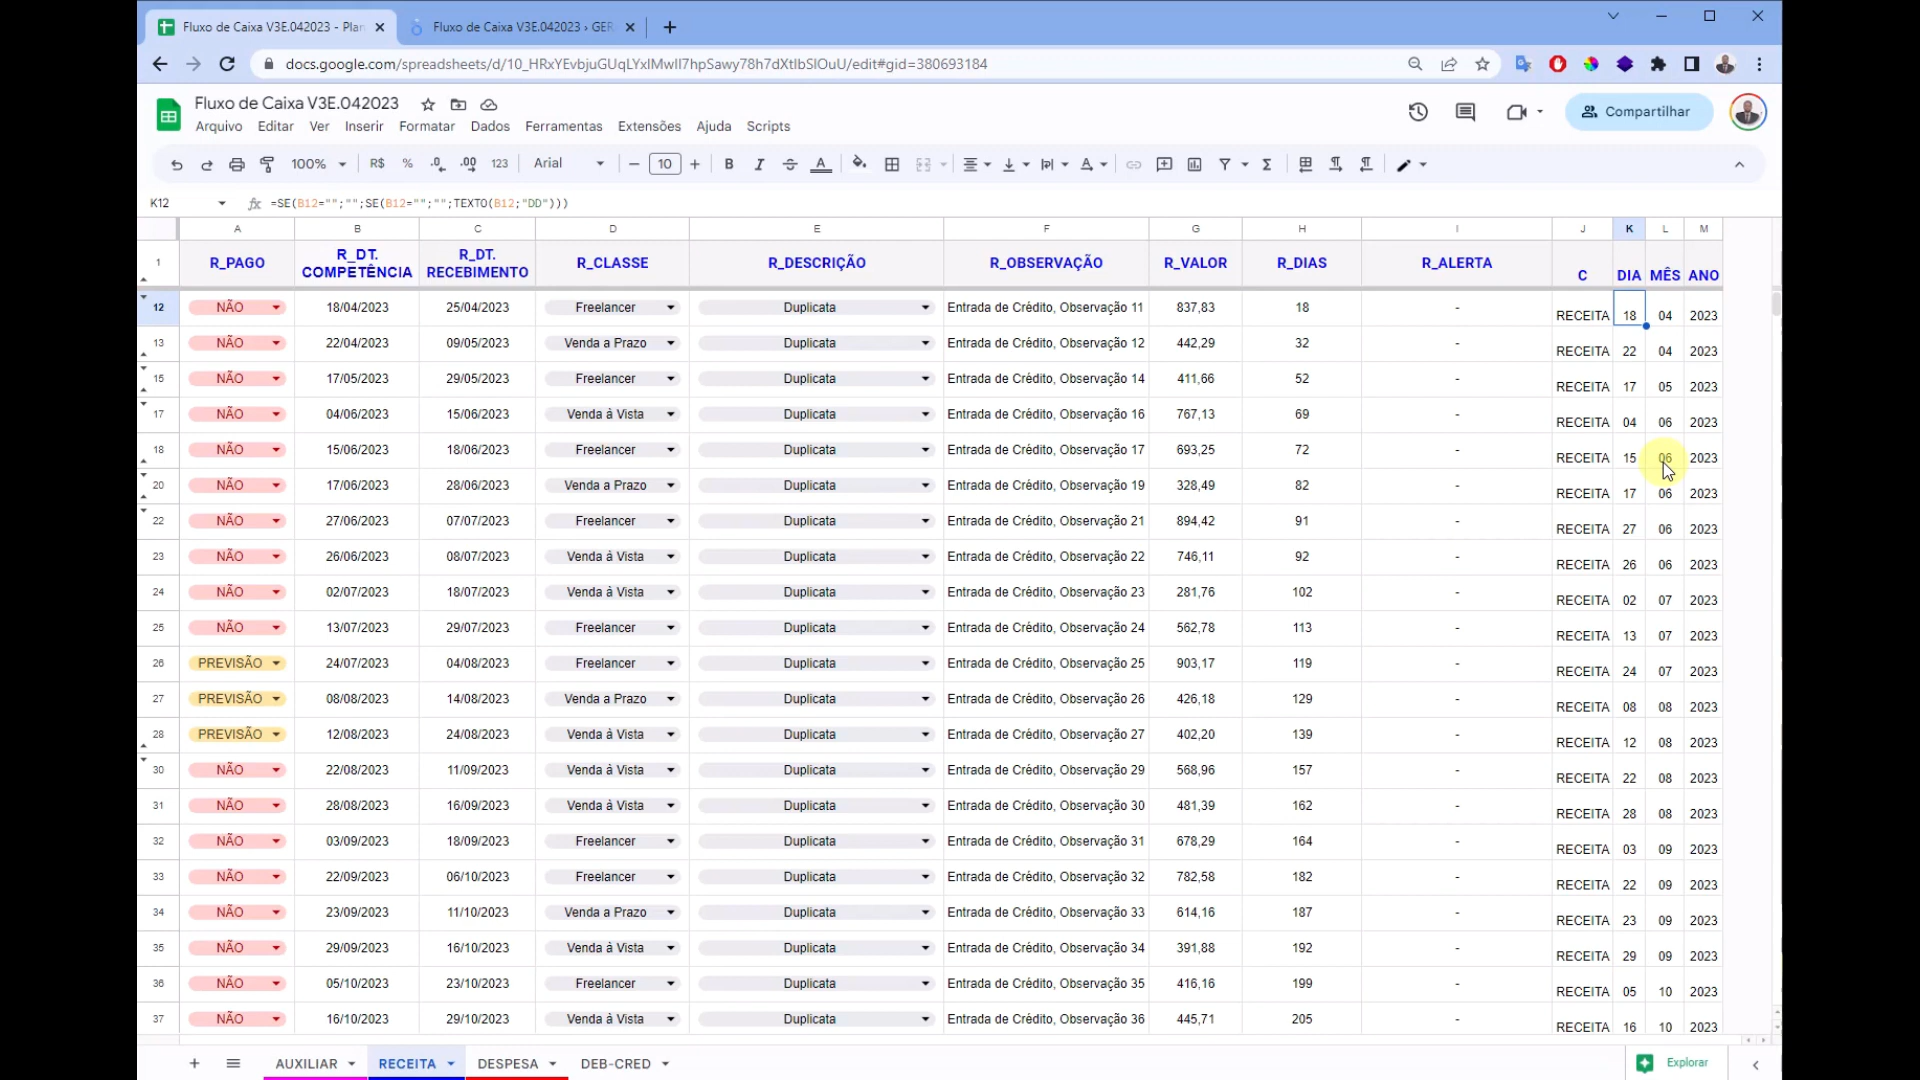 Fluxo de Caixa V3E.042023 - Plan
Fluxo de Caixa V3E.042023 › GER
docs.google.com/spreadsheets/d/10_HRxYEvbjuGUqLYxlMwIl7hpSawy78h7dXtlbSlOuU/edit#gid=380693184
Fluxo de Caixa V3E.042023
Arquivo Editar Ver Inserir Formatar Dados Ferramentas Extensões Ajuda Scripts
Compartilhar
100% R$ % .0 .00 123 Arial 10 B I
K12 fx =SE(B12="";"";SE(B12="";"";TEXTO(B12;"DD")))
A B C D E F G H I J K L M
1 R_PAGO R_DT. COMPETÊNCIA R_DT. RECEBIMENTO R_CLASSE R_DESCRIÇÃO R_OBSERVAÇÃO R_VALOR R_DIAS R_ALERTA C DIA MÊS ANO
12 NÃO 18/04/2023 25/04/2023 Freelancer Duplicata Entrada de Crédito, Observação 11 837,83 18 - RECEITA 18 04 2023
13 NÃO 22/04/2023 09/05/2023 Venda a Prazo Duplicata Entrada de Crédito, Observação 12 442,29 32 - RECEITA 22 04 2023
15 NÃO 17/05/2023 29/05/2023 Freelancer Duplicata Entrada de Crédito, Observação 14 411,66 52 - RECEITA 17 05 2023
17 NÃO 04/06/2023 15/06/2023 Venda à Vista Duplicata Entrada de Crédito, Observação 16 767,13 69 - RECEITA 04 06 2023
18 NÃO 15/06/2023 18/06/2023 Freelancer Duplicata Entrada de Crédito, Observação 17 693,25 72 - RECEITA 15 06 2023
20 NÃO 17/06/2023 28/06/2023 Venda a Prazo Duplicata Entrada de Crédito, Observação 19 328,49 82 - RECEITA 17 06 2023
22 NÃO 27/06/2023 07/07/2023 Freelancer Duplicata Entrada de Crédito, Observação 21 894,42 91 - RECEITA 27 06 2023
23 NÃO 26/06/2023 08/07/2023 Venda à Vista Duplicata Entrada de Crédito, Observação 22 746,11 92 - RECEITA 26 06 2023
24 NÃO 02/07/2023 18/07/2023 Venda à Vista Duplicata Entrada de Crédito, Observação 23 281,76 102 - RECEITA 02 07 2023
25 NÃO 13/07/2023 29/07/2023 Freelancer Duplicata Entrada de Crédito, Observação 24 562,78 113 - RECEITA 13 07 2023
26 PREVISÃO 24/07/2023 04/08/2023 Freelancer Duplicata Entrada de Crédito, Observação 25 903,17 119 - RECEITA 24 07 2023
27 PREVISÃO 08/08/2023 14/08/2023 Venda a Prazo Duplicata Entrada de Crédito, Observação 26 426,18 129 - RECEITA 08 08 2023
28 PREVISÃO 12/08/2023 24/08/2023 Venda à Vista Duplicata Entrada de Crédito, Observação 27 402,20 139 - RECEITA 12 08 2023
30 NÃO 22/08/2023 11/09/2023 Venda à Vista Duplicata Entrada de Crédito, Observação 29 568,96 157 - RECEITA 22 08 2023
31 NÃO 28/08/2023 16/09/2023 Venda à Vista Duplicata Entrada de Crédito, Observação 30 481,39 162 - RECEITA 28 08 2023
32 NÃO 03/09/2023 18/09/2023 Freelancer Duplicata Entrada de Crédito, Observação 31 678,29 164 - RECEITA 03 09 2023
33 NÃO 22/09/2023 06/10/2023 Freelancer Duplicata Entrada de Crédito, Observação 32 782,58 182 - RECEITA 22 09 2023
34 NÃO 23/09/2023 11/10/2023 Venda a Prazo Duplicata Entrada de Crédito, Observação 33 614,16 187 - RECEITA 23 09 2023
35 NÃO 29/09/2023 16/10/2023 Venda à Vista Duplicata Entrada de Crédito, Observação 34 391,88 192 - RECEITA 29 09 2023
36 NÃO 05/10/2023 23/10/2023 Freelancer Duplicata Entrada de Crédito, Observação 35 416,16 199 - RECEITA 05 10 2023
37 NÃO 16/10/2023 29/10/2023 Venda à Vista Duplicata Entrada de Crédito, Observação 36 445,71 205 - RECEITA 16 10 2023
AUXILIAR RECEITA DESPESA DEB-CRED Explorar